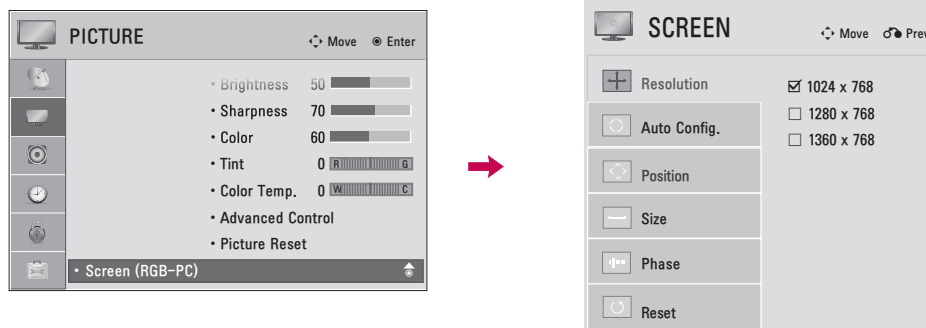 PICTURE
Move Enter
• Brightness 50
• Sharpness 70
• Color 60
• Tint 0 R G
• Color Temp. 0 W C
• Advanced Control
• Picture Reset
• Screen (RGB-PC)
SCREEN
Move Prev
Resolution
Auto Config.
Position
Size
Phase
Reset
☑ 1024 x 768
☐ 1280 x 768
☐ 1360 x 768